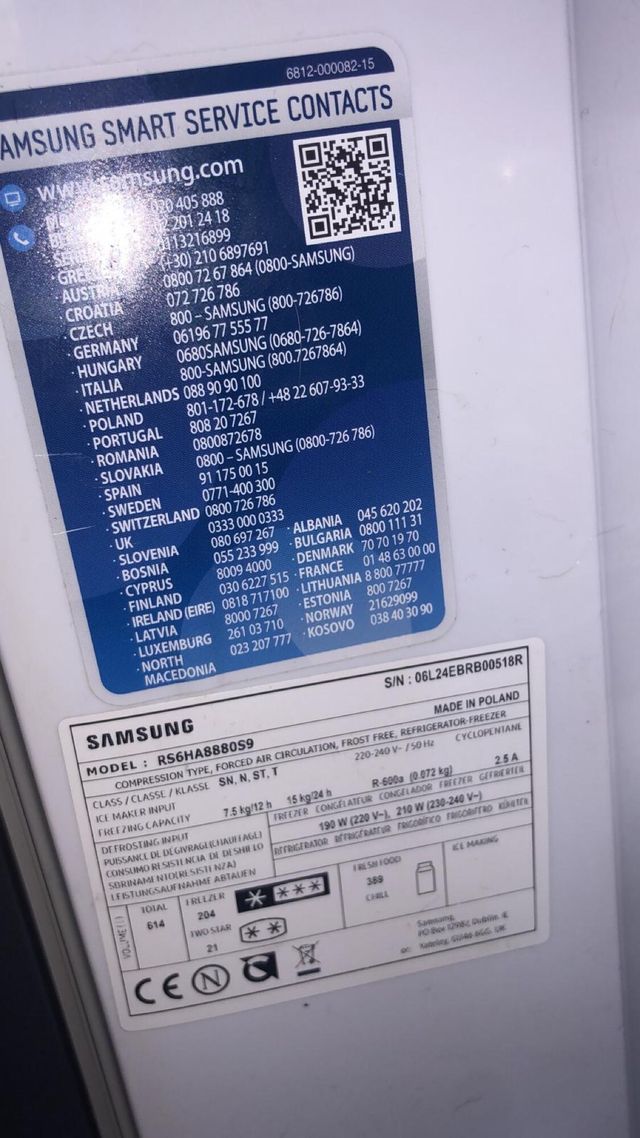 6812-000082-15
AMSUNG SMART SERVICE CONTACTS
www. msung.com
020 405 888
201 24 18
0113216899
GREECE (+30) 210 6897691
· AUSTRIA 0800 72 67 864 (0800-SAMSUNG)
· CROATIA 072 726 786
· CZECH 800 – SAMSUNG (800-726786)
· GERMANY 06196 77 555 77
· HUNGARY 0680SAMSUNG (0680-726-7864)
· ITALIA 800-SAMSUNG (800.7267864)
· NETHERLANDS 088 90 90 100
· POLAND 801-172-678 / +48 22 607-93-33
· PORTUGAL 808 20 7267
· ROMANIA 0800872678
· SLOVAKIA 0800 – SAMSUNG (0800-726 786)
· SPAIN 91 175 00 15
· SWEDEN 0771-400 300
· SWITZERLAND 0800 726 786
· UK 0333 000 0333
· SLOVENIA 080 697 267
· BOSNIA 055 233 999
· CYPRUS 8009 4000
· FINLAND 030 6227 515
· IRELAND (EIRE) 0818 717100
· LATVIA 8000 7267
· LUXEMBURG 261 03 710
· NORTH MACEDONIA 023 207 777
· ALBANIA 045 620 202
· BULGARIA 0800 111 31
· DENMARK 70 70 19 70
· FRANCE 01 48 63 00 00
· LITHUANIA 8 800 77777
· ESTONIA 800 7267
· NORWAY 21629099
· KOSOVO 038 40 30 90
S/N : 06L24EBRB00518R
SAMSUNG
MADE IN POLAND
MODEL : RS6HA8880S9
COMPRESSION TYPE, FORCED AIR CIRCULATION, FROST FREE, REFRIGERATOR-FREEZER
CLASS / CLASSE / KLASSE SN, N, ST, T 220-240 V~ / 50 Hz CYCLOPENTANE
ICE MAKER INPUT R-600a (0.072 kg) 2.5 A
FREEZING CAPACITY 7.5 kg/12 h 15 kg/24 h
FREEZER CONGÉLATEUR CONGELADOR FREEZER GEFRIERTEIL
DEFROSTING INPUT 190 W (220 V~), 210 W (230-240 V~)
PUISSANCE DE DÉGIVRAGE(CHAUFFAGE)
REFRIGERATOR RÉFRIGÉRATEUR FRIGORÍFICO FRIGORIFERO KÜHLTEIL
CONSUMO RESISTENCIA DE DESHIELO
SBRINAMENTO(RESISTENZA)
LEISTUNGSAUFNAHME ABTAUEN
ICE MAKING
VOLUME(l)
TOTAL
614
FREEZER
204
TWO STAR
21
FRESH FOOD
389
CHILL
Samsung,
PO Box 12987, Dublin. IE